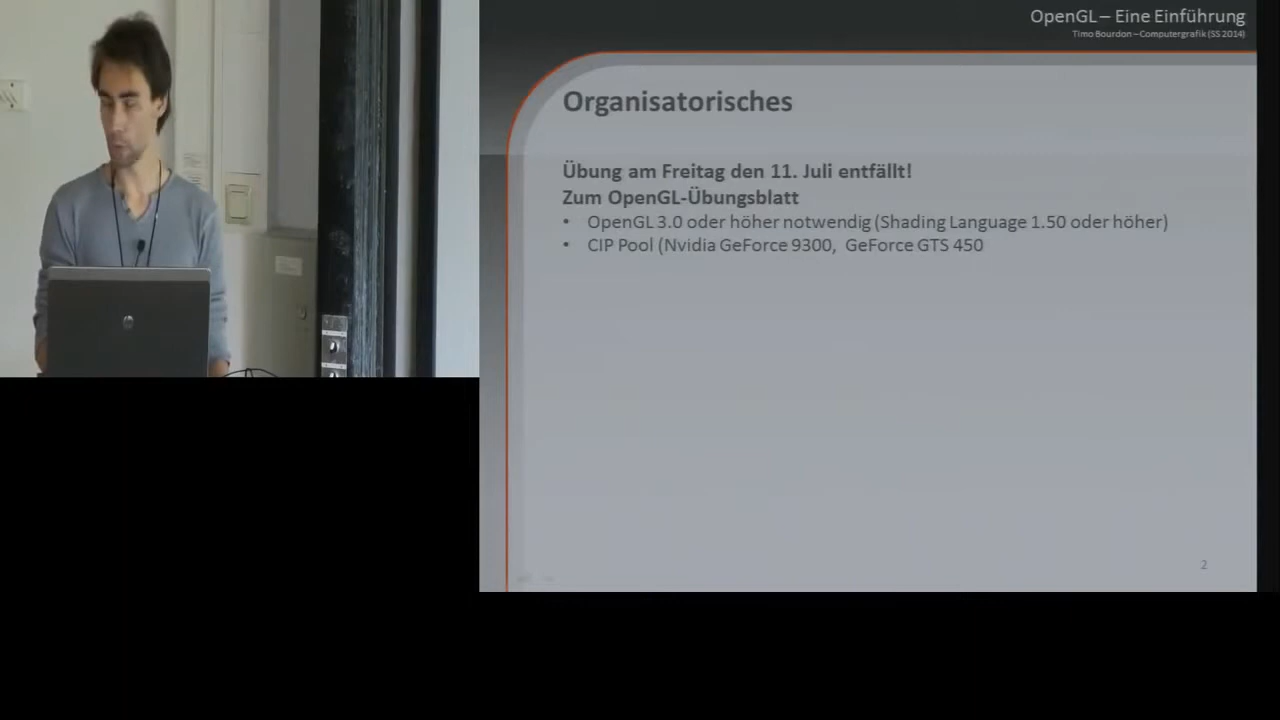 OpenGL – Eine Einführung
Timo Bourdon – Computergrafik (SS 2014)
Organisatorisches
Übung am Freitag den 11. Juli entfällt!
Zum OpenGL-Übungsblatt
• OpenGL 3.0 oder höher notwendig (Shading Language 1.50 oder höher)
• CIP Pool (Nvidia GeForce 9300,  GeForce GTS 450
2
hp